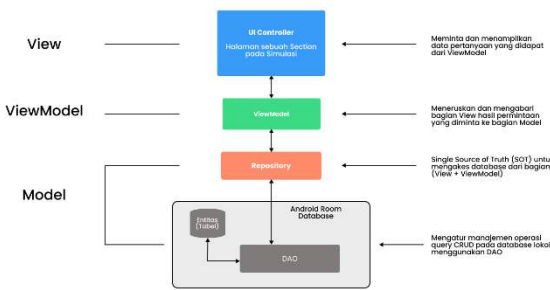 View
UI Controller
Halaman sebuah Section
pada Simulasi
Meminta dan menampilkan
data pertanyaan yang didapat
dari ViewModel
ViewModel
ViewModel
Meneruskan dan mengabari
bagian View hasil permintaan
yang diminta ke bagian Model
Model
Repository
Single Source of Truth (SOT) untu
mengakes database dari bagian
(View + ViewModel)
Android Room
Database
Entitas
(Tabel)
DAO
Mengatur manajemen operasi
query CRUD pada database lokal
menggunakan DAO